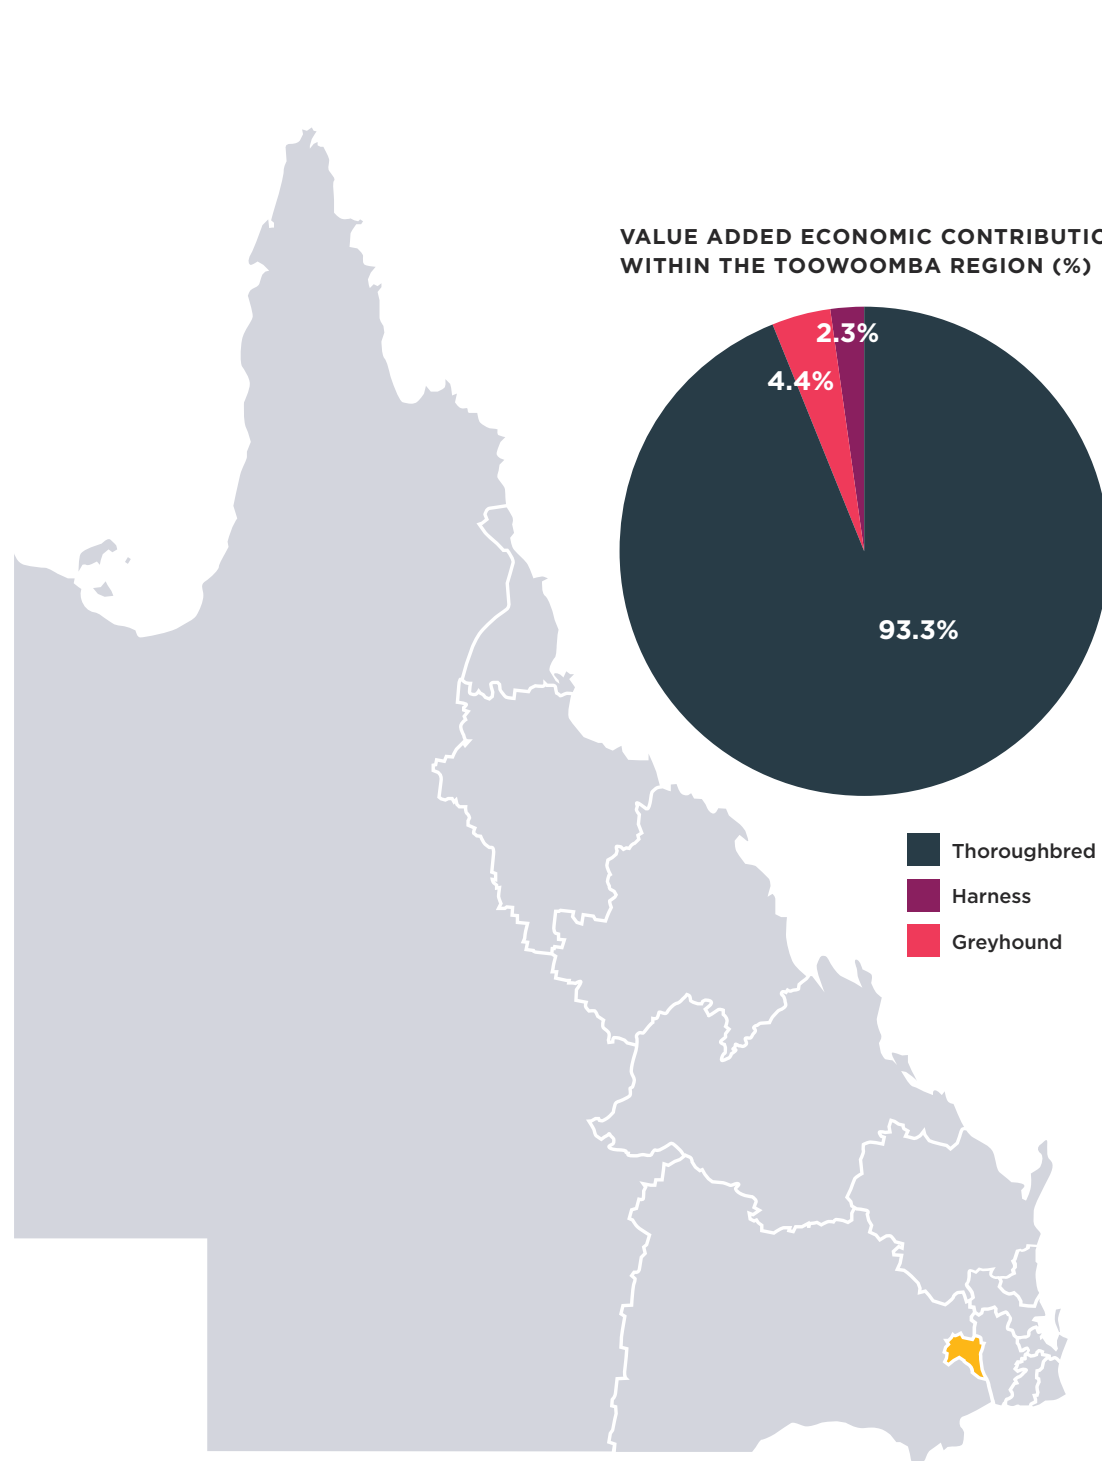 VALUE ADDED ECONOMIC CONTRIBUTIO
WITHIN THE TOOWOOMBA REGION (%)
2.3%
4.4%
93.3%
Thoroughbred
Harness
Greyhound